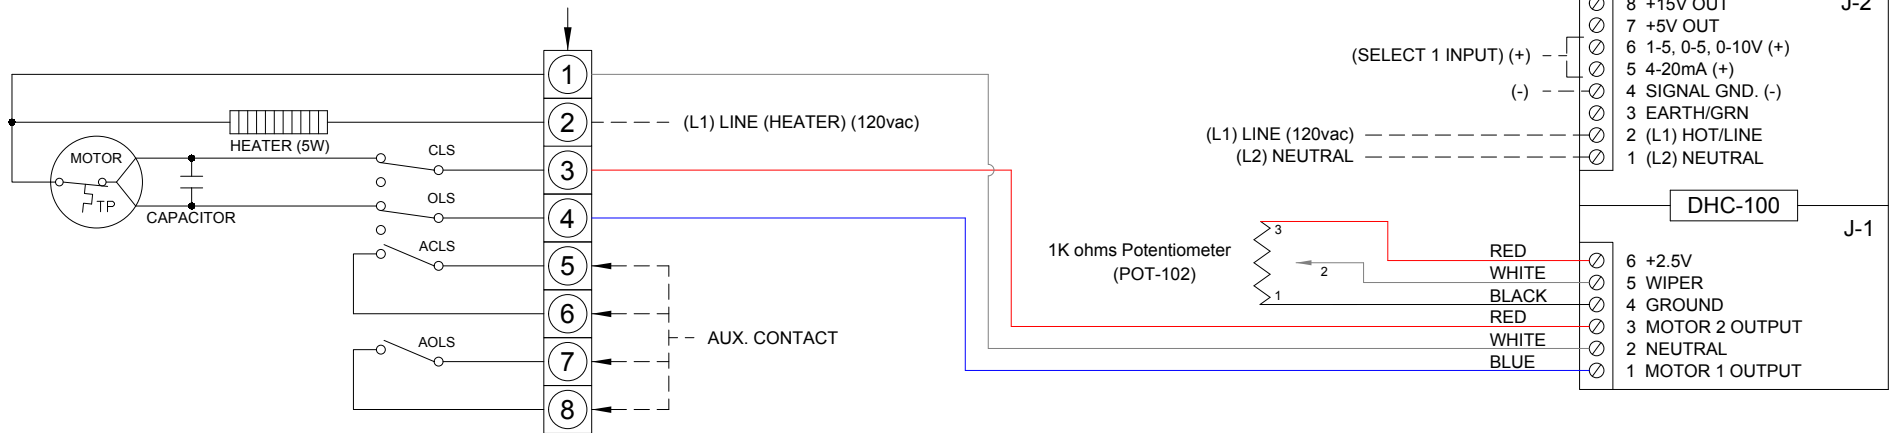 1
2
3
4
5
6
7
8
(L1) LINE (HEATER) (120vac)
HEATER (5W)
MOTOR
TP
CAPACITOR
CLS
OLS
ACLS
AOLS
AUX. CONTACT
(SELECT 1 INPUT) (+)
(-)
(L1) LINE (120vac)
(L2) NEUTRAL
8 +15V OUT
J-2
7 +5V OUT
6 1-5, 0-5, 0-10V (+)
5 4-20mA (+)
4 SIGNAL GND. (-)
3 EARTH/GRN
2 (L1) HOT/LINE
1 (L2) NEUTRAL
DHC-100
J-1
1K ohms Potentiometer
(POT-102)
3
2
1
RED
WHITE
BLACK
RED
WHITE
BLUE
6 +2.5V
5 WIPER
4 GROUND
3 MOTOR 2 OUTPUT
2 NEUTRAL
1 MOTOR 1 OUTPUT